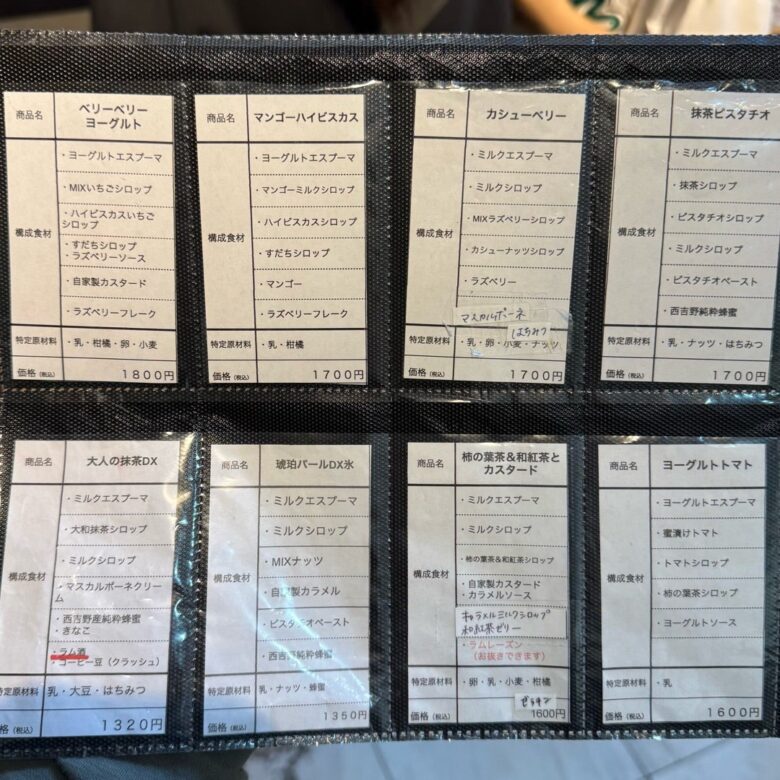 商品名 ベリーベリー
ヨーグルト
構成食材
・ヨーグルトエスプーマ
・MIXいちごシロップ
・ハイビスカスいちご
シロップ
・すだちシロップ
・ラズベリーソース
・自家製カスタード
・ラズベリーフレーク
特定原材料 ・乳・柑橘・卵・小麦
価格(税込) 1800円
商品名 マンゴーハイビスカス
構成食材
・ヨーグルトエスプーマ
・マンゴーミルクシロップ
・ハイビスカスシロップ
・すだちシロップ
・マンゴー
・ラズベリーフレーク
特定原材料 ・乳・柑橘
価格(税込) 1700円
商品名 カシューベリー
構成食材
・ミルクエスプーマ
・ミルクシロップ
・MIXラズベリーシロップ
・カシューナッツシロップ
・ラズベリー
マスカルポーネ
はちみつ
特定原材料 ・乳・卵・小麦・ナッツ
価格(税込) 1700円
商品名 抹茶ピスタチオ
構成食材
・ミルクエスプーマ
・抹茶シロップ
・ピスタチオシロップ
・ミルクシロップ
・ピスタチオペースト
・西吉野純粋蜂蜜
特定原材料 ・乳・ナッツ・はちみつ
価格(税込) 1700円
商品名 大人の抹茶DX
構成食材
・ミルクエスプーマ
・大和抹茶シロップ
・ミルクシロップ
・マスカルポーネクリー
ム
・西吉野産純粋蜂蜜
・きなこ
・ラム酒
・コーヒー豆（クラッシュ）
特定原材料 乳・大豆・はちみつ
価格(税込) 1320円
商品名 琥珀パールDX氷
構成食材
・ミルクエスプーマ
・ミルクシロップ
・MIXナッツ
・自家製カラメル
・ピスタチオペースト
・西吉野純粋蜂蜜
特定原材料 乳・ナッツ・蜂蜜
価格(税込) 1350円
商品名 柿の葉茶&和紅茶と
カスタード
構成食材
・ミルクエスプーマ
・ミルクシロップ
・柿の葉茶&和紅茶シロップ
・自家製カスタード
・カラメルソース
キャラメルミルクシロップ
和紅茶ゼリー
・ラムレーズン
（お抜きできます）
特定原材料 ・卵・乳・小麦・柑橘
ゼラチン
価格(税込) 1600円
商品名 ヨーグルトトマト
構成食材
・ヨーグルトエスプーマ
・蜜漬けトマト
・トマトシロップ
・柿の葉茶シロップ
・ヨーグルトソース
特定原材料 ・乳
価格(税込) 1600円